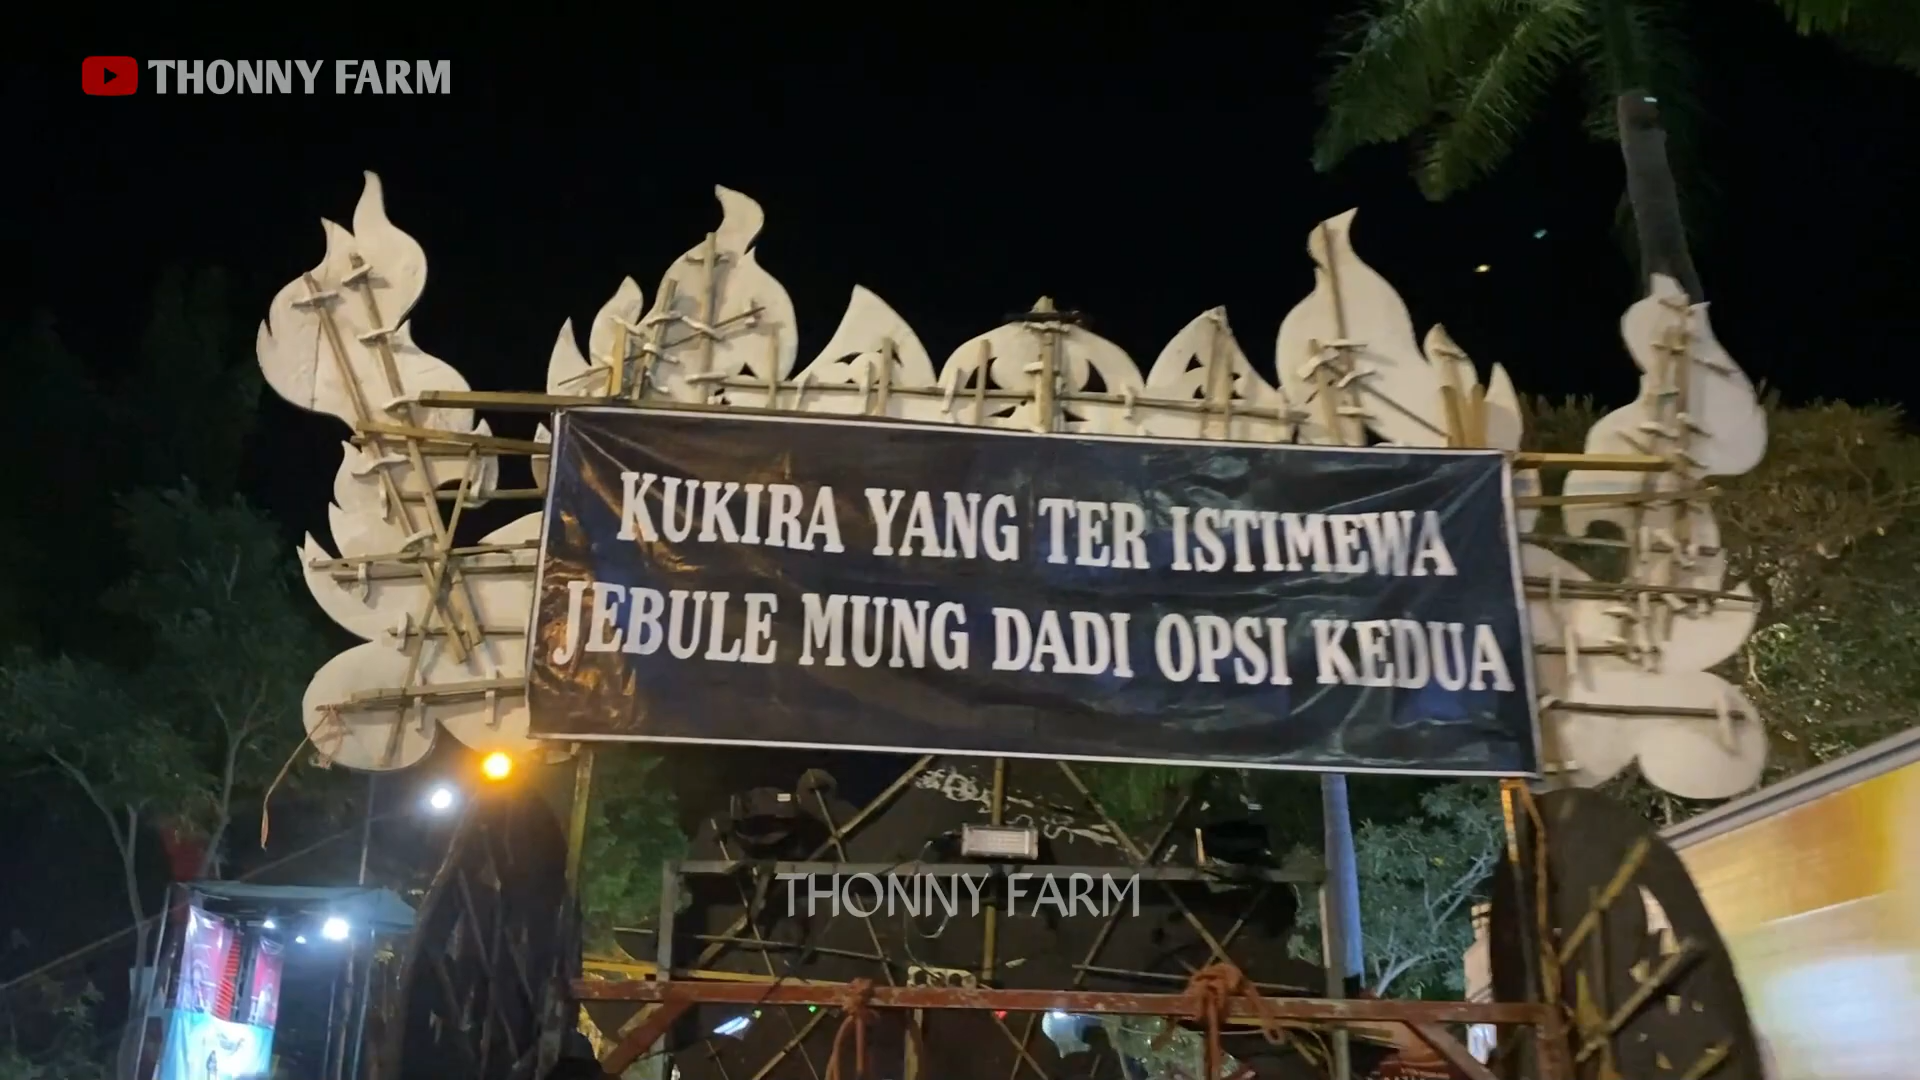 THONNY FARM
KUKIRA YANG TER ISTIMEWA
JEBULE MUNG DADI OPSI KEDUA
THONNY FARM